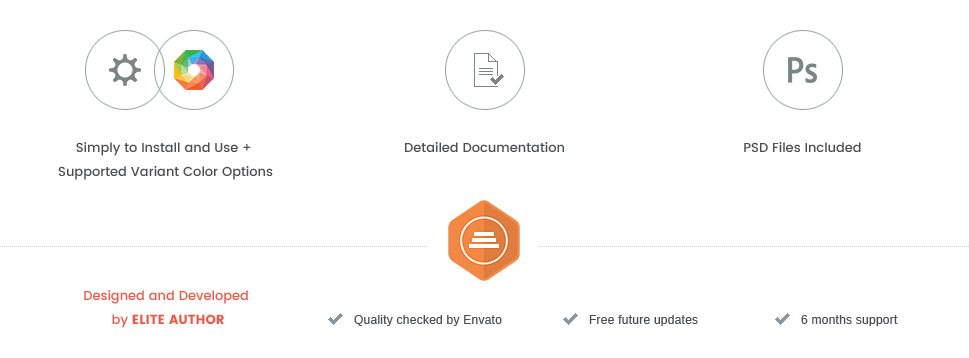 Ps
Simply to Install and Use +
Supported Variant Color Options
Detailed Documentation
PSD Files Included
Designed and Developed
by ELITE AUTHOR
Quality checked by Envato
Free future updates
6 months support